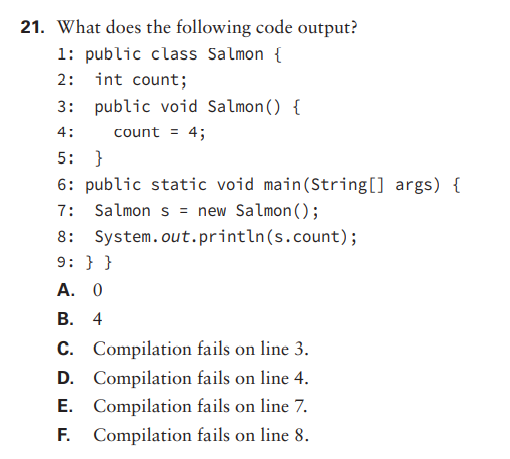 21. What does the following code output?
1: public class Salmon {
2: int count;
3: public void Salmon() {
4: count = 4;
5: }
6: public static void main(String[] args) {
7: Salmon s = new Salmon();
8: System.out.println(s.count);
9: } }
A. 0
B. 4
C. Compilation fails on line 3.
D. Compilation fails on line 4.
E. Compilation fails on line 7.
F. Compilation fails on line 8.